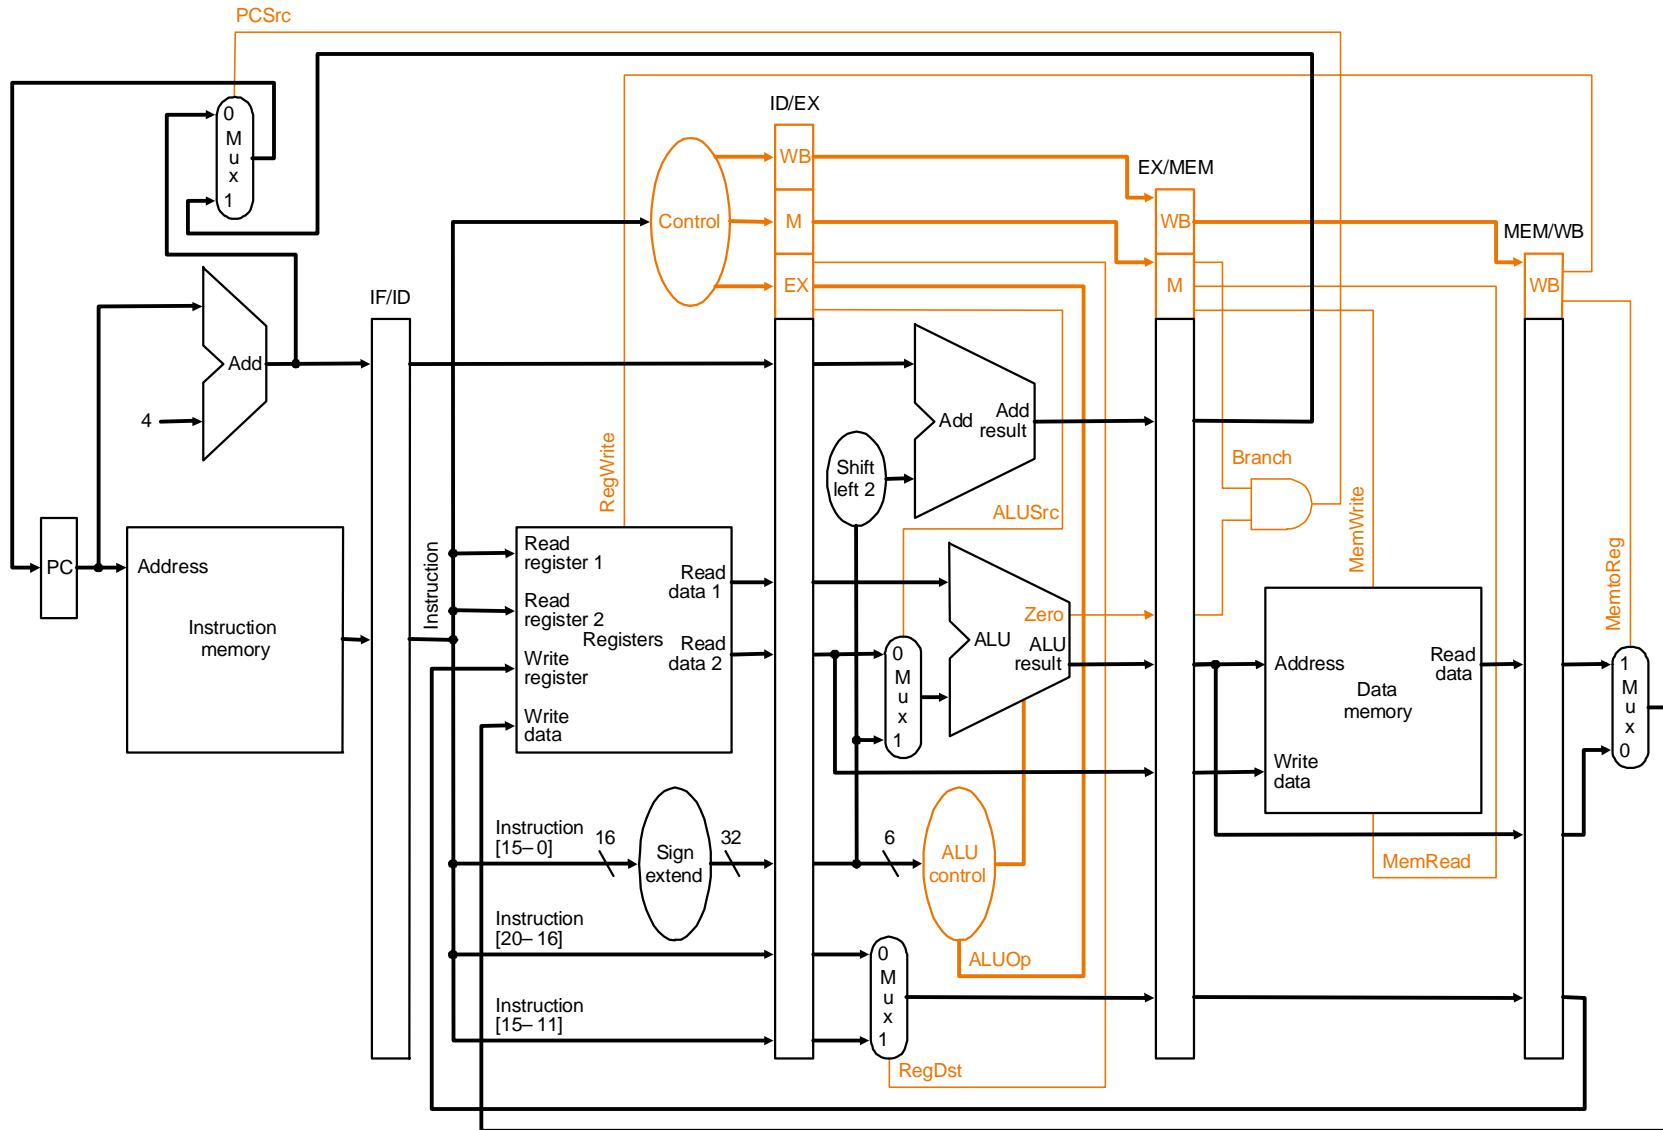 PCSrc
ID/EX
0
M
u
x
1
WB
EX/MEM
Control
M
WB
MEM/WB
IF/ID
EX
M
WB
Add
4
Add
Add
result
Shift
left 2
RegWrite
Branch
ALUSrc
MemWrite
PC
Address
Instruction
memory
Instruction
Read
register 1
Read
register 2
Write
register
Write
data
Registers
Read
data 1
Read
data 2
0
M
u
x
1
Zero
ALU
ALU
result
Address
Write
data
Data
memory
Read
data
MemtoReg
1
M
u
x
0
Instruction
[15–0]
16
Sign
extend
32
6
ALU
control
MemRead
Instruction
[20–16]
0
M
u
x
1
ALUOp
Instruction
[15–11]
RegDst